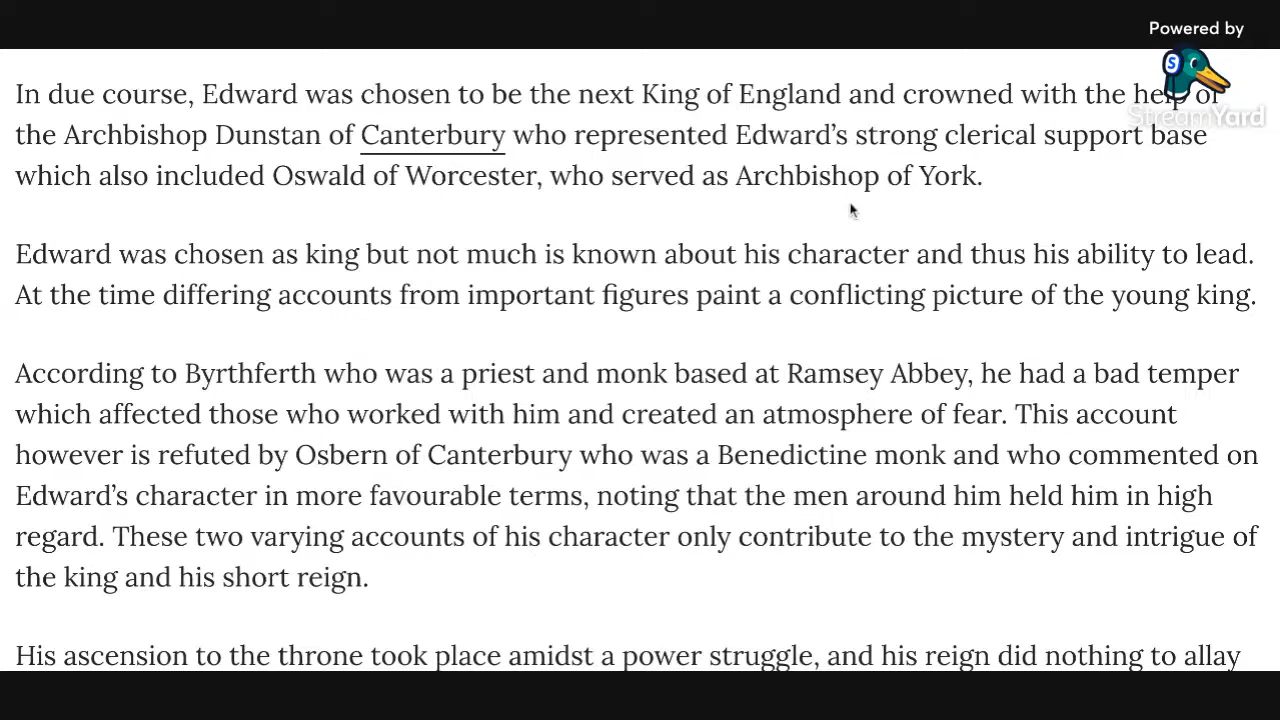 Powered by
S
StreamYard
In due course, Edward was chosen to be the next King of England and crowned with the help of
the Archbishop Dunstan of Canterbury who represented Edward’s strong clerical support base
which also included Oswald of Worcester, who served as Archbishop of York.
Edward was chosen as king but not much is known about his character and thus his ability to lead.
At the time differing accounts from important figures paint a conflicting picture of the young king.
According to Byrthferth who was a priest and monk based at Ramsey Abbey, he had a bad temper
which affected those who worked with him and created an atmosphere of fear. This account
however is refuted by Osbern of Canterbury who was a Benedictine monk and who commented on
Edward’s character in more favourable terms, noting that the men around him held him in high
regard. These two varying accounts of his character only contribute to the mystery and intrigue of
the king and his short reign.
His ascension to the throne took place amidst a power struggle, and his reign did nothing to allay